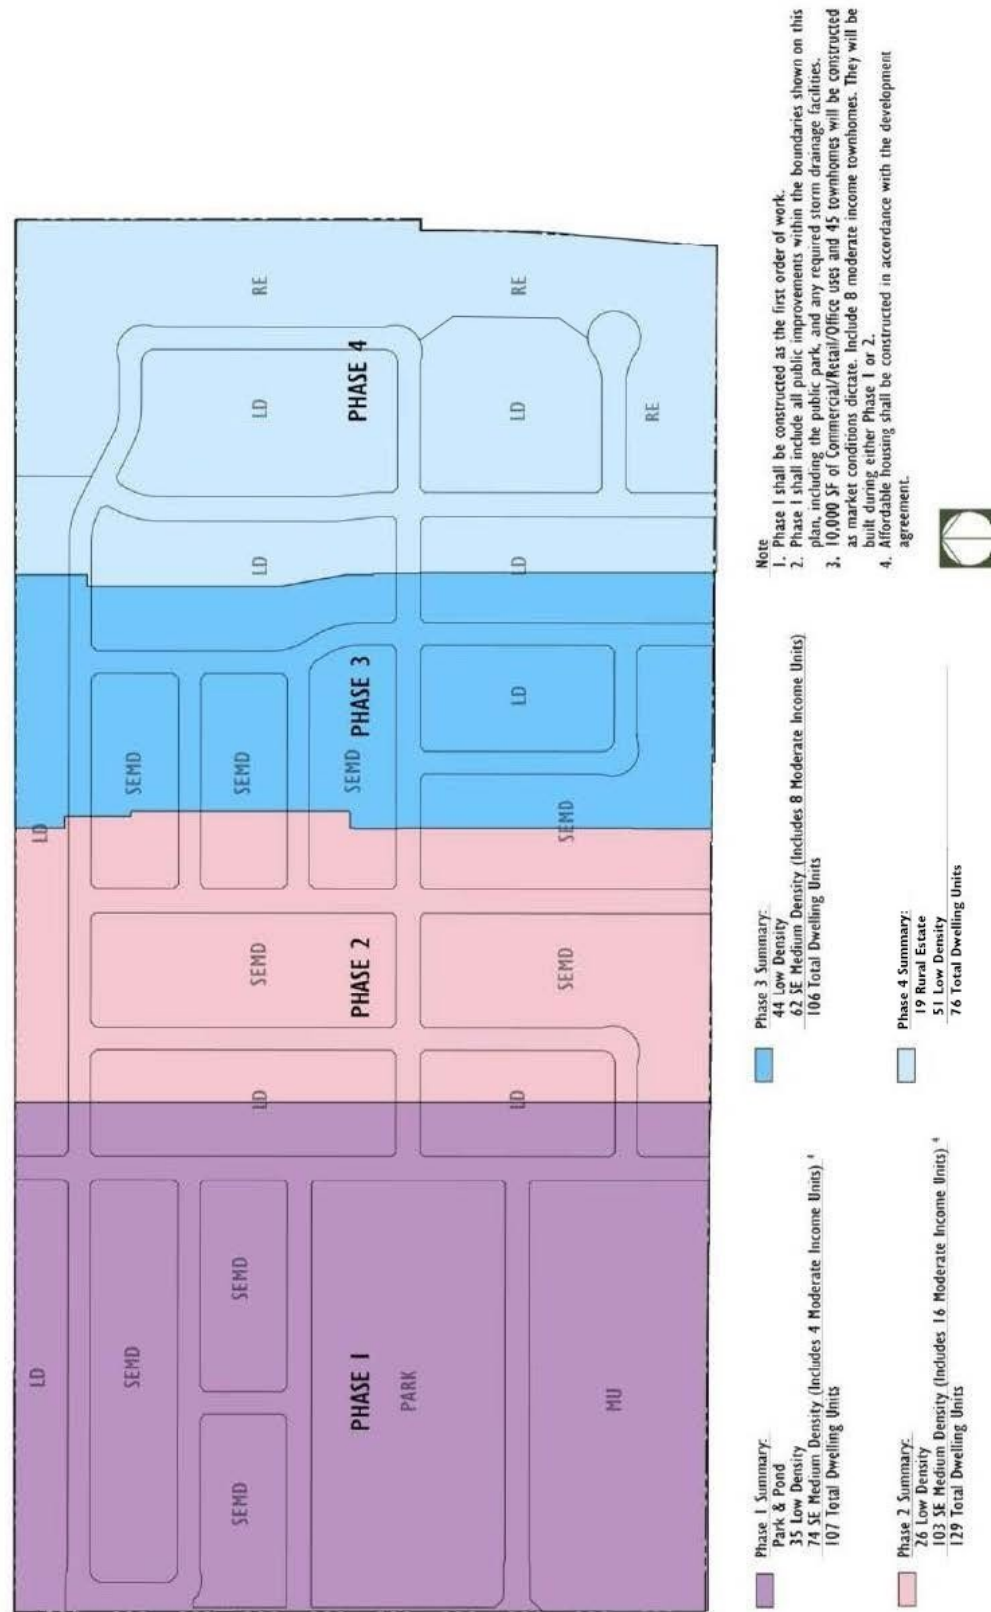 LD
LD
SEMD
SEMD
SEMD
PHASE 1
PARK
MU
LD
SEMD
PHASE 2
LD
SEMD
SEMD
SEMD
SEMD
SEMD
PHASE 3
LD
LD
LD
RE
LD
PHASE 4
LD
RE
RE
Phase 1 Summary:
Park & Pond
35 Low Density
74 SE Medium Density (Includes 4 Moderate Income Units) ⁴
107 Total Dwelling Units
Phase 2 Summary:
26 Low Density
103 SE Medium Density (Includes 16 Moderate Income Units) ⁴
129 Total Dwelling Units
Phase 3 Summary:
44 Low Density
62 SE Medium Density (Includes 8 Moderate Income Units)
106 Total Dwelling Units
Phase 4 Summary:
19 Rural Estate
51 Low Density
76 Total Dwelling Units
Note
1. Phase 1 shall be constructed as the first order of work.
2. Phase 1 shall include all public improvements within the boundaries shown on this
plan, including the public park, and any required storm drainage facilities.
3. 10,000 SF of Commercial/Retail/Office uses and 45 townhomes will be constructed
as market conditions dictate. Include 8 moderate income townhomes. They will be
built during either Phase 1 or 2.
4. Affordable housing shall be constructed in accordance with the development
agreement.